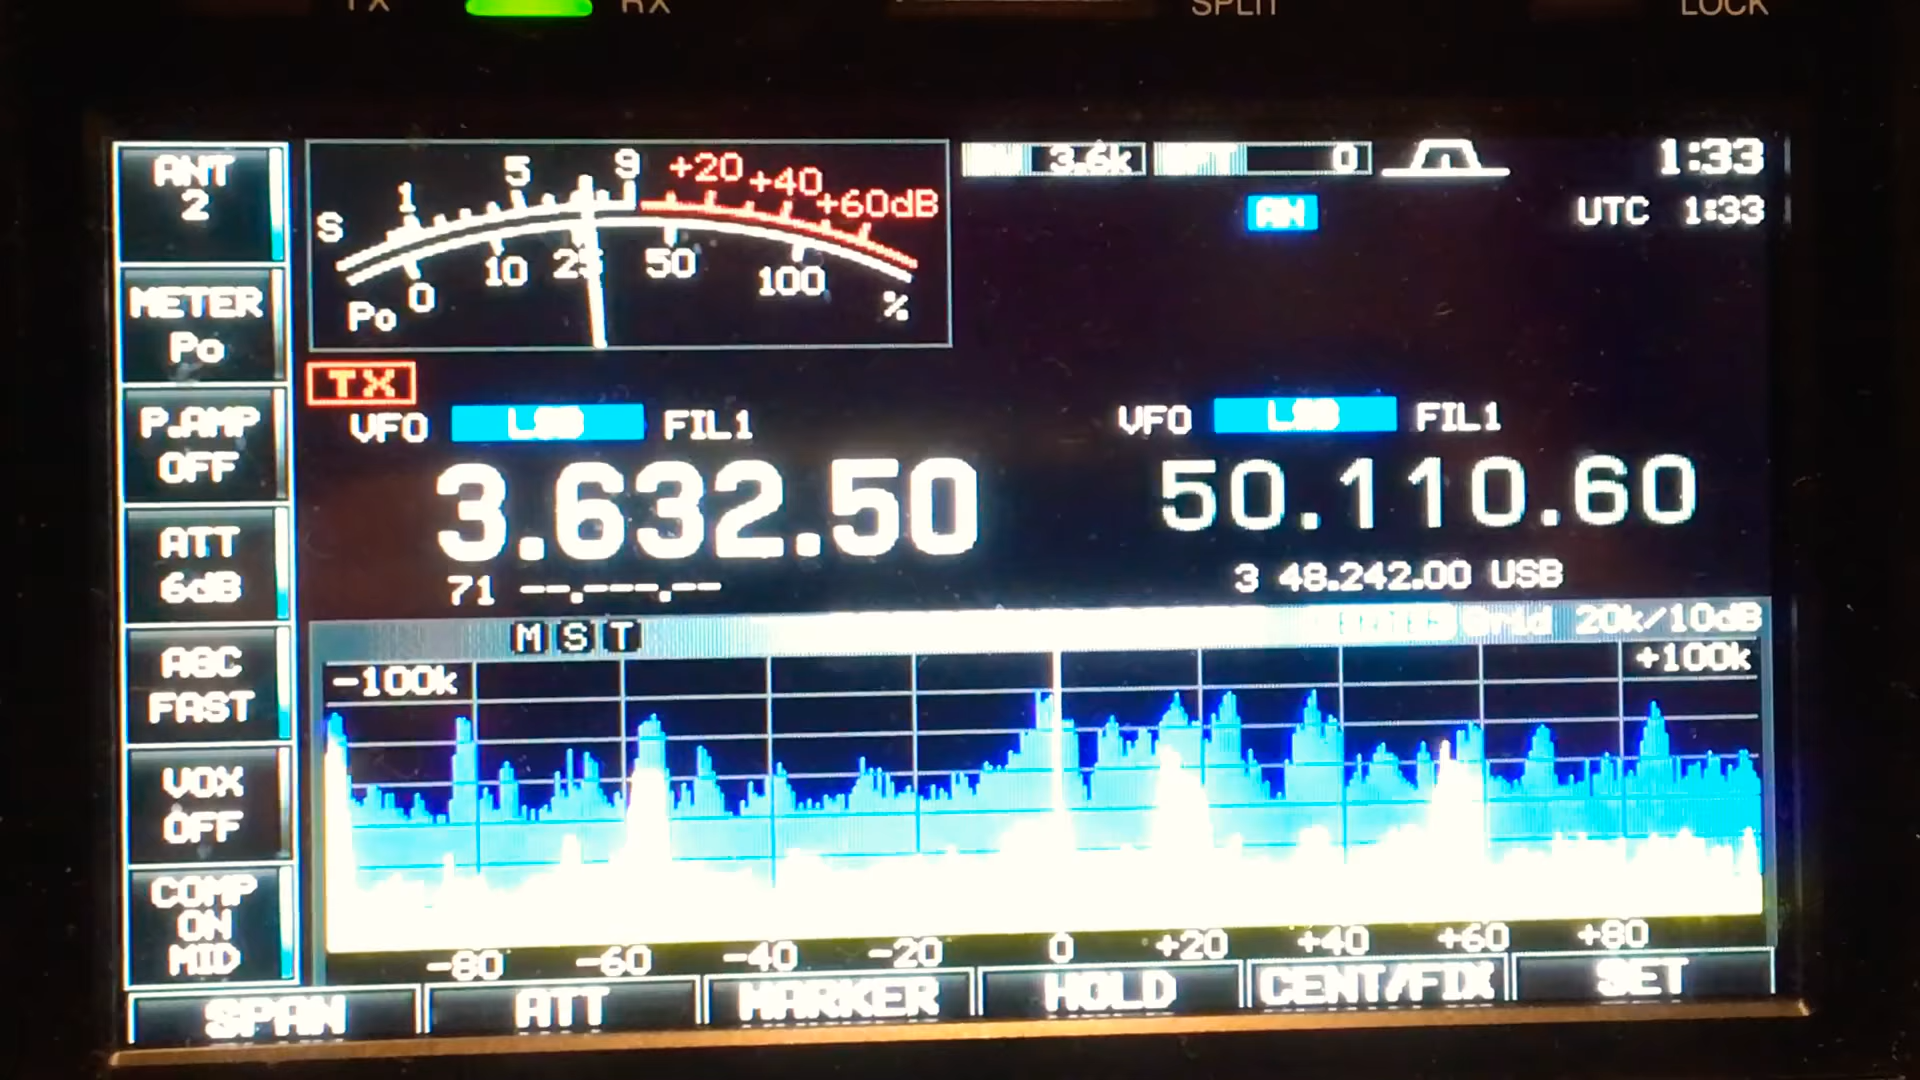 TX RX SPLIT LOCK
ANT
2
METER
Po
P.AMP
OFF
ATT
6dB
AGC
FAST
VOX
OFF
COMP
ON
MID
S 1 5 9 +20 +40 +60dB
Po 0 10 25 50 100 %
3.6k 0 1:33
AN
UTC 1:33
TX
VFO LSB FIL1
3.632.50
71 --.---.--
VFO LSB FIL1
50.110.60
3 48.242.00 USB
M S T Grid 20k/10dB
-100k +100k
-80 -60 -40 -20 0 +20 +40 +60 +80
SPAN ATT MARKER HOLD CENT/FIX SET